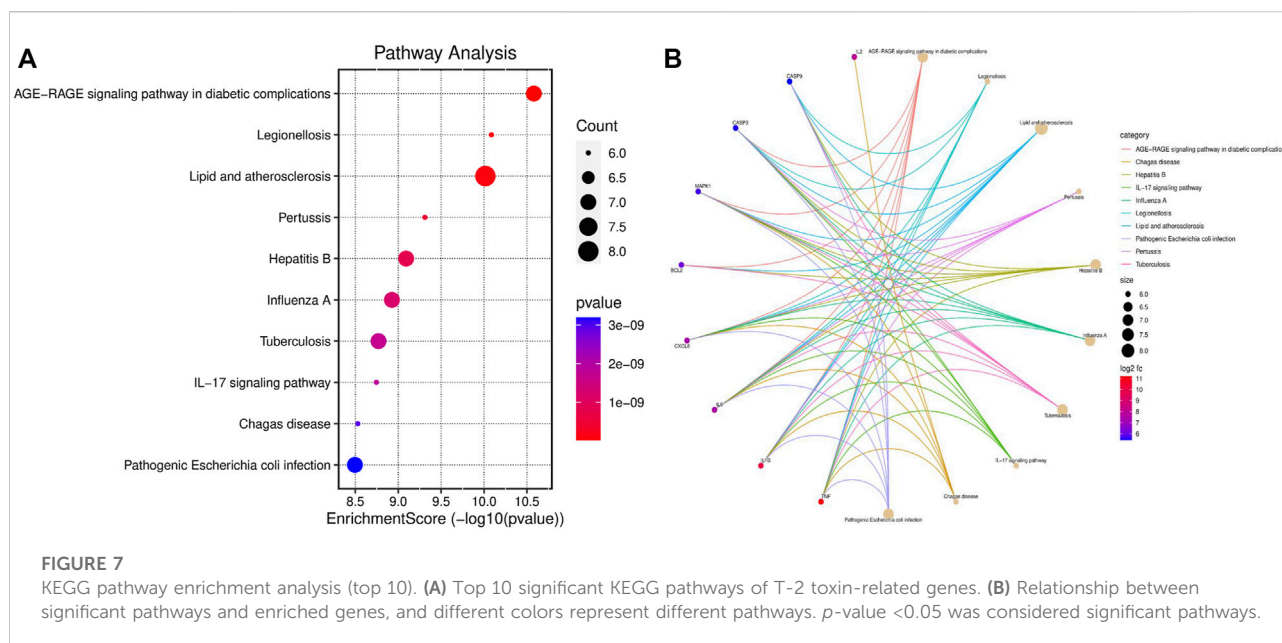 A
Pathway Analysis
AGE−RAGE signaling pathway in diabetic complications
Legionellosis
Lipid and atherosclerosis
Pertussis
Hepatitis B
Influenza A
Tuberculosis
IL−17 signaling pathway
Chagas disease
Pathogenic Escherichia coli infection
8.5 9.0 9.5 10.0 10.5
EnrichmentScore (−log10(pvalue))
Count
6.0
6.5
7.0
7.5
8.0
pvalue
3e−09
2e−09
1e−09
B
IL2
AGE−RAGE signaling pathway in diabetic complications
CASP9
Legionellosis
CASP3
Lipid and atherosclerosis
MAPK1
Pertussis
BCL2
Hepatitis B
CXCL8
Influenza A
IL6
Tuberculosis
IL1B
IL−17 signaling pathway
TNF
Chagas disease
Pathogenic Escherichia coli infection
category
AGE−RAGE signaling pathway in diabetic complications
Chagas disease
Hepatitis B
IL−17 signaling pathway
Influenza A
Legionellosis
Lipid and atherosclerosis
Pathogenic Escherichia coli infection
Pertussis
Tuberculosis
size
6.0
6.5
7.0
7.5
8.0
log2 fc
11
10
9
8
7
6
FIGURE 7
KEGG pathway enrichment analysis (top 10). (A) Top 10 significant KEGG pathways of T-2 toxin-related genes. (B) Relationship between
significant pathways and enriched genes, and different colors represent different pathways. p-value <0.05 was considered significant pathways.